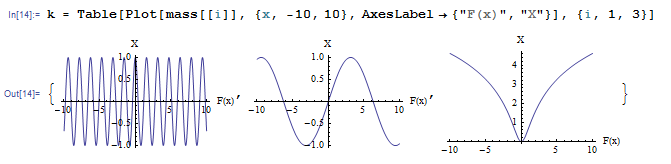 In[14]:= k = Table[Plot[mass[[i]], {x, -10, 10}, AxesLabel → {"F(x)", "X"}], {i, 1, 3}]
Out[14]= {
X
1.0
0.5
-10 -5 5 10 F(x) ,
-0.5
-1.0
X
1.0
0.5
-10 -5 5 10 F(x) ,
-0.5
-1.0
X
4
3
2
1
-10 -5 5 10 F(x)
}